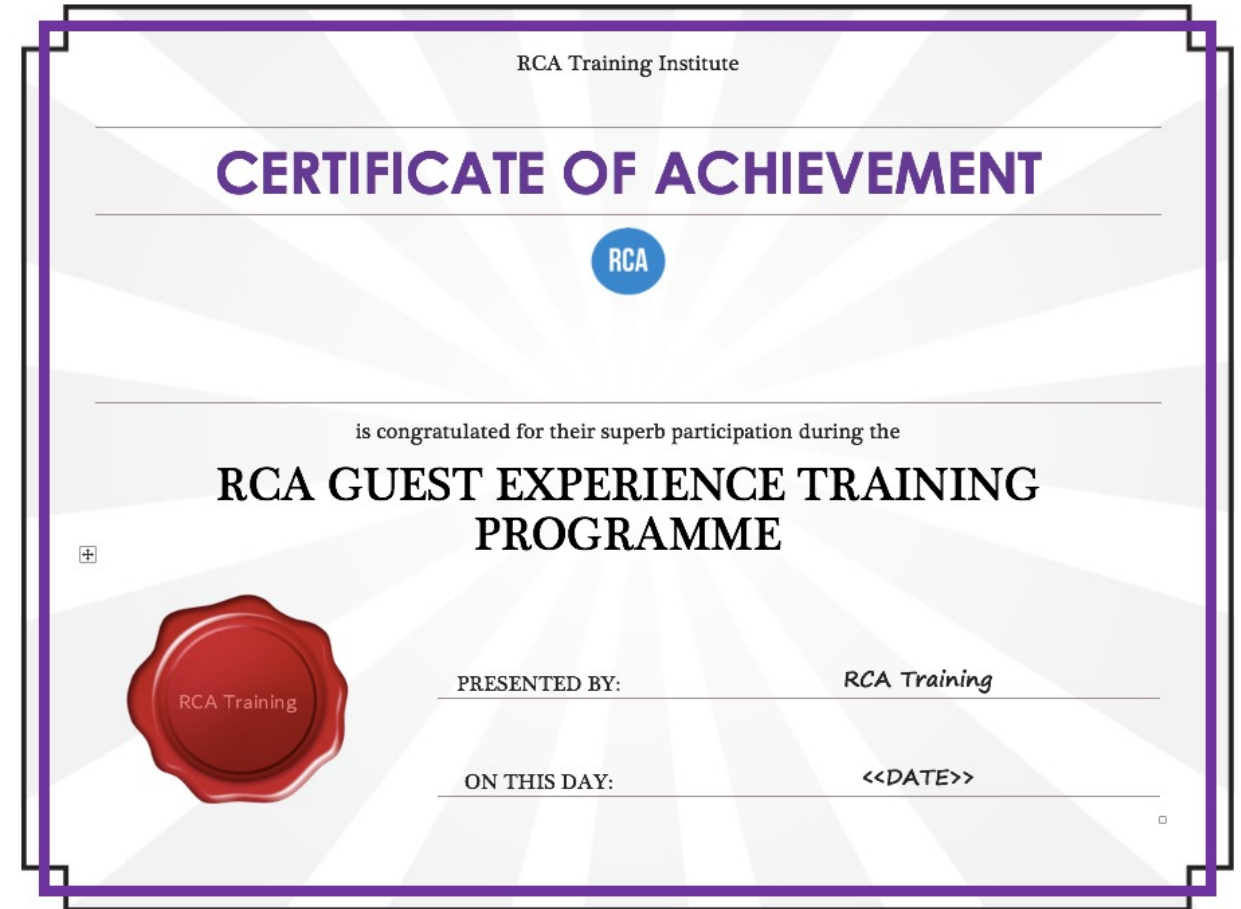 RCA Training Institute
CERTIFICATE OF ACHIEVEMENT
RCA
is congratulated for their superb participation during the
RCA GUEST EXPERIENCE TRAINING
PROGRAMME
RCA Training
PRESENTED BY: RCA Training
ON THIS DAY: <<DATE>>